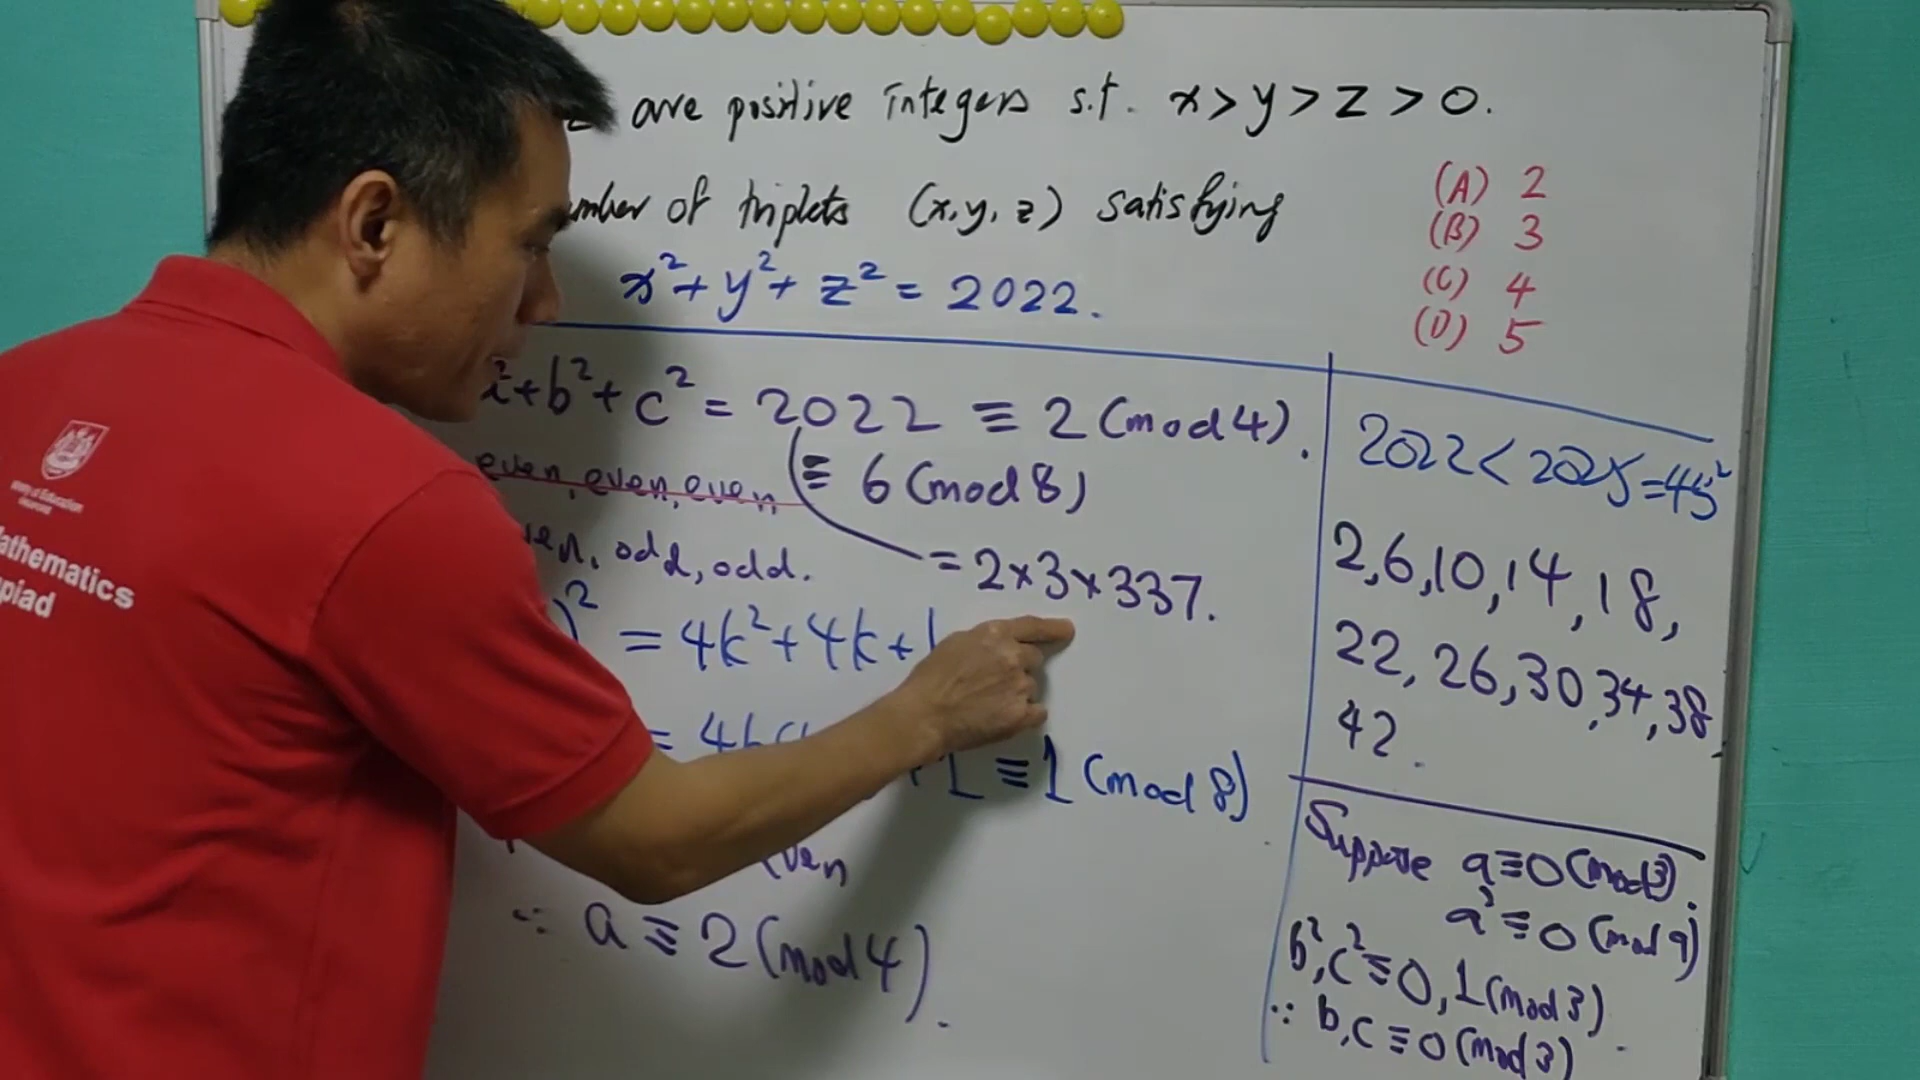 are positive integers s.t. x > y > z > 0.
number of triplets (x, y, z) satisfying
x² + y² + z² = 2022.
(A) 2
(B) 3
(C) 4
(D) 5
²+b²+c² = 2022 ≡ 2 (mod 4).
even, even, even ≡ 6 (mod 8)
odd, odd. = 2×3×337.
)² = 4k²+4k+
= 4k
+1 ≡ 1 (mod 8)
∵ a ≡ 2 (mod 4).
2022 < 2025 = 45²
2, 6, 10, 14, 18,
22, 26, 30, 34, 38
42.
Suppose a ≡ 0 (mod 3).
a² ≡ 0 (mod 9)
b², c² ≡ 0, 1 (mod 3).
∵ b, c ≡ 0 (mod 3)
Mathematics